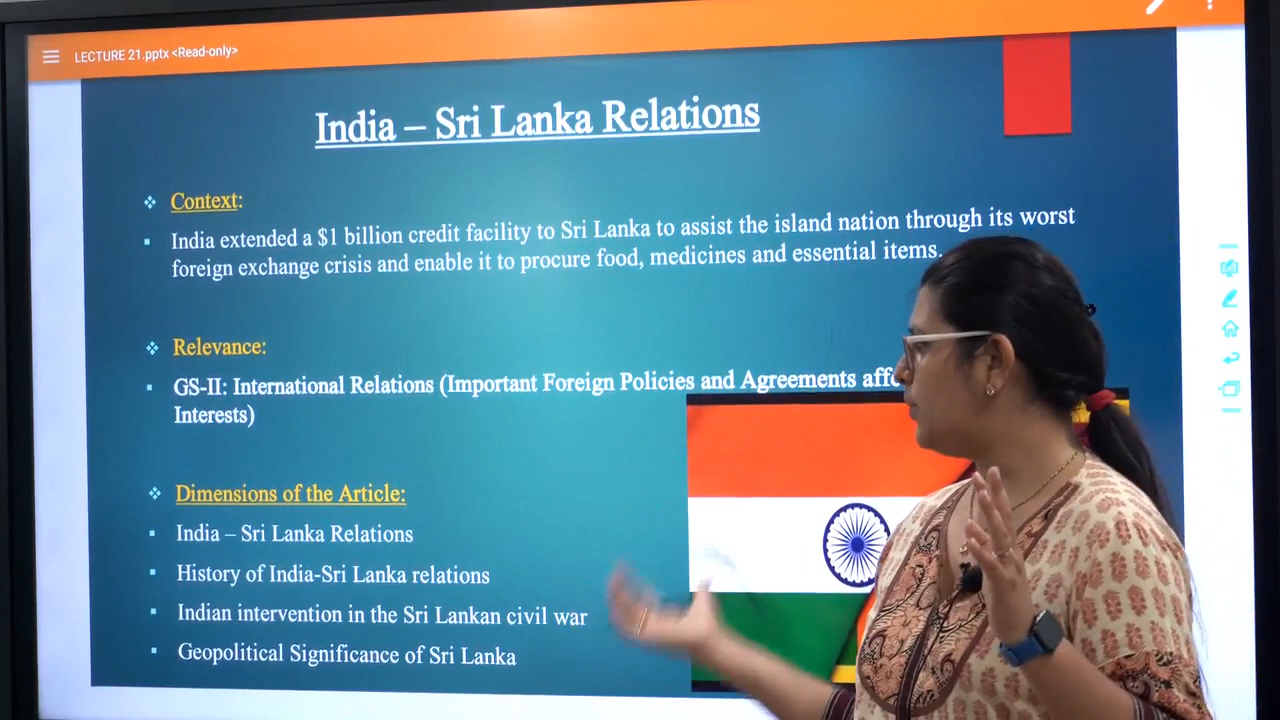 LECTURE 21.pptx <Read-only>
India – Sri Lanka Relations
Context:
India extended a $1 billion credit facility to Sri Lanka to assist the island nation through its worst
foreign exchange crisis and enable it to procure food, medicines and essential items.
Relevance:
GS-II: International Relations (Important Foreign Policies and Agreements
Interests)
Dimensions of the Article:
India – Sri Lanka Relations
History of India-Sri Lanka relations
Indian intervention in the Sri Lankan civil war
Geopolitical Significance of Sri Lanka